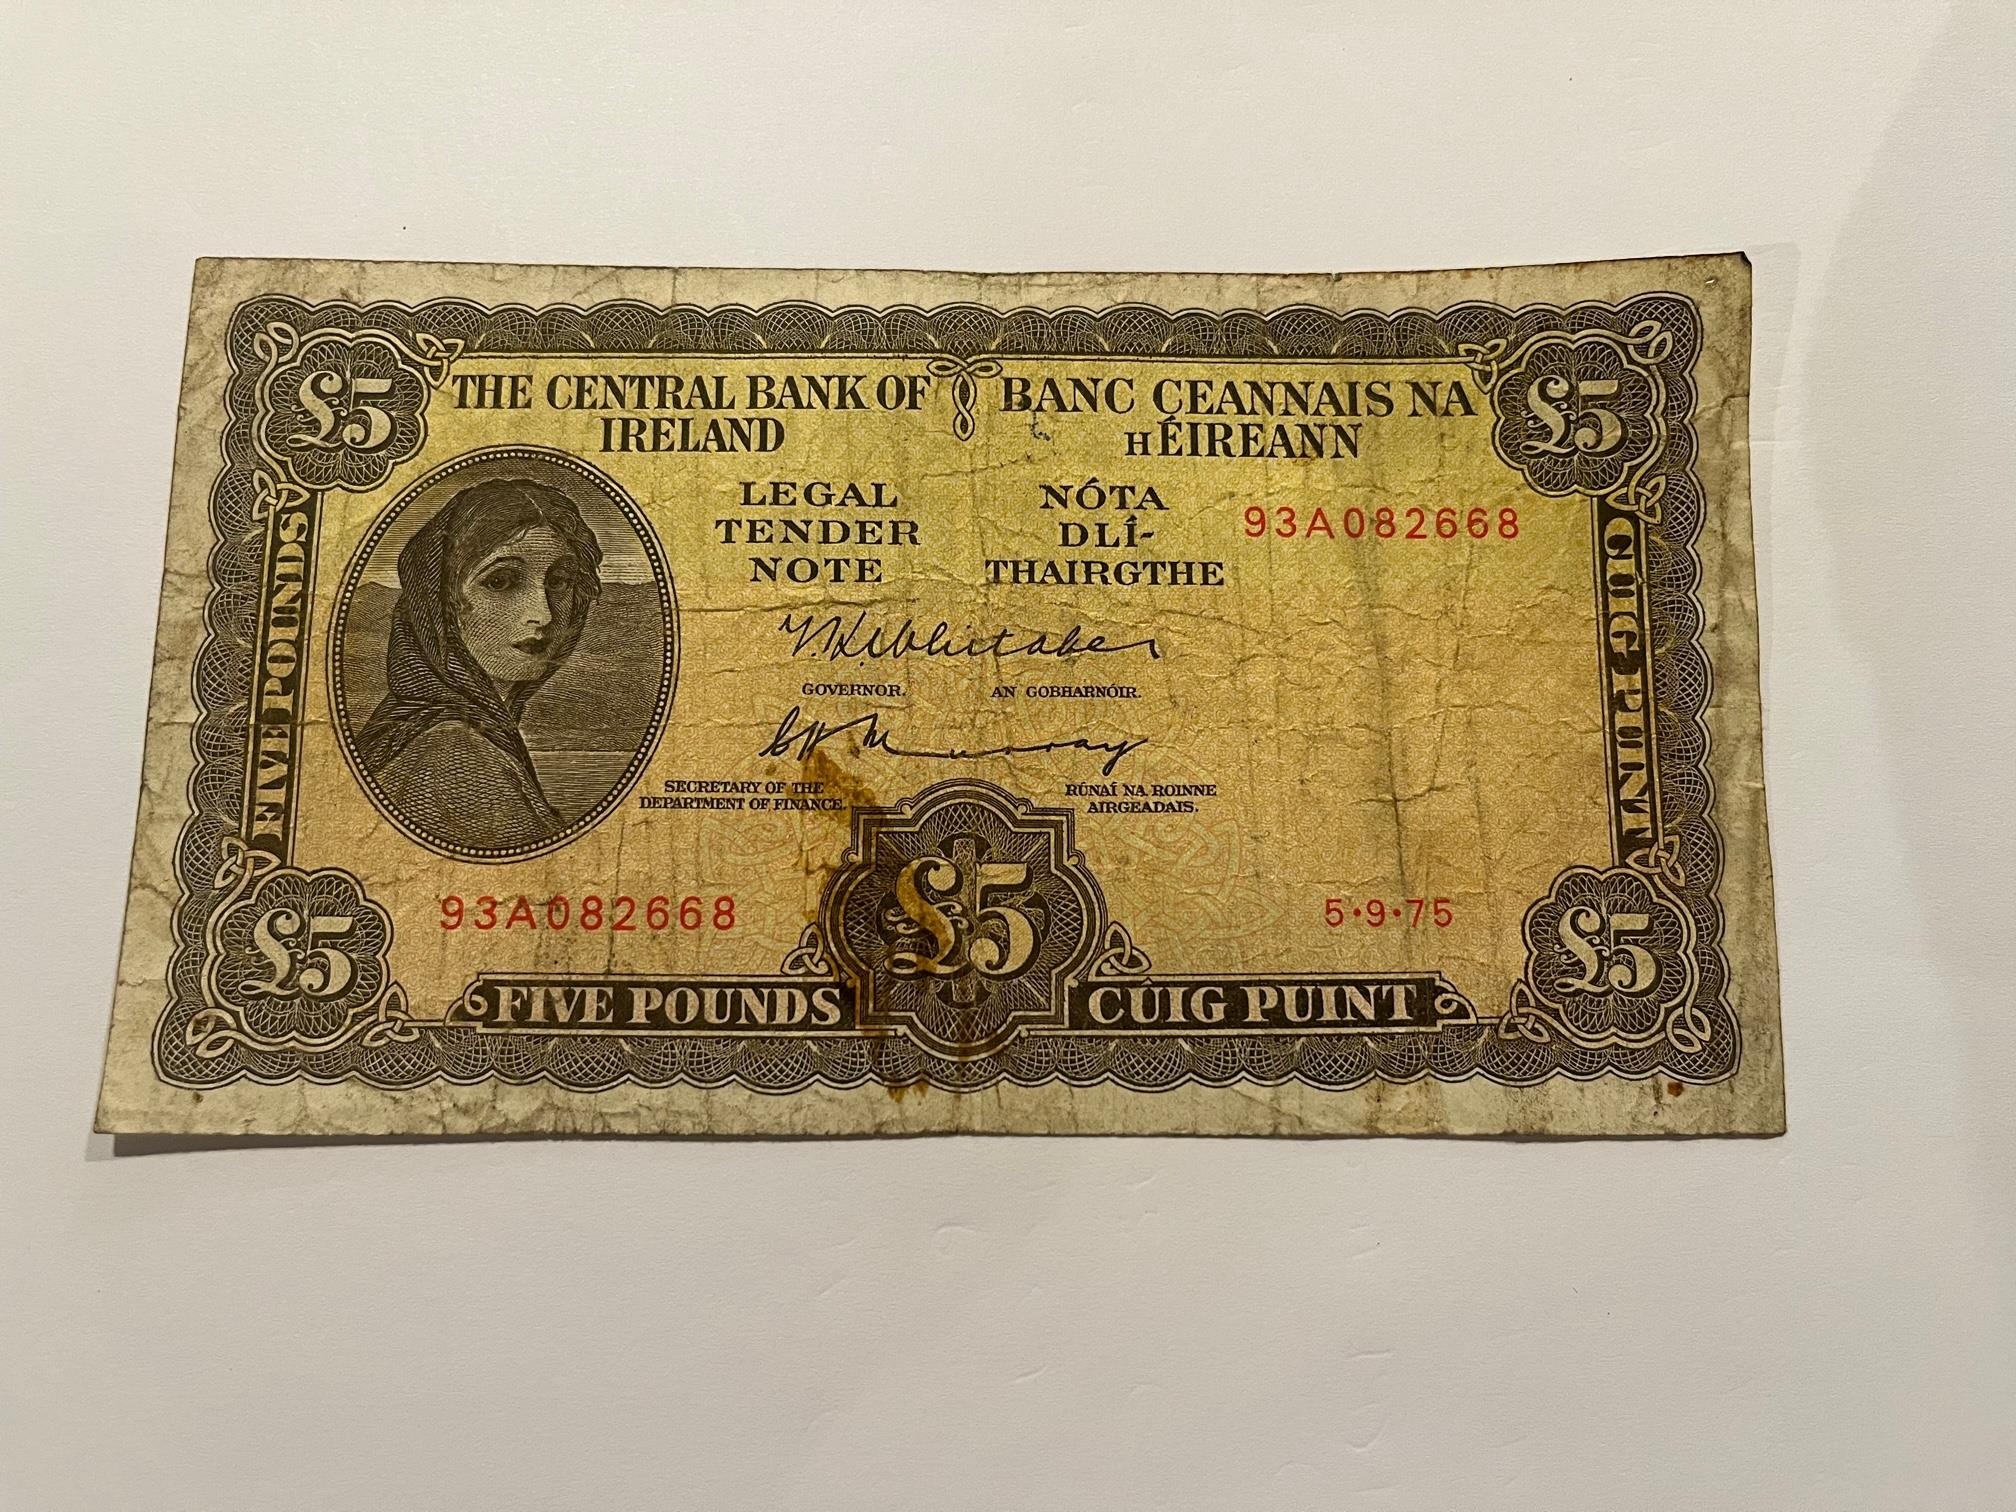 £5
THE CENTRAL BANK OF
IRELAND
BANC CEANNAIS NA
hÉIREANN
£5
LEGAL
TENDER
NOTE
NÓTA
DLÍ-
THAIRGTHE
93A082668
FIVE POUNDS
CÚIG PUINT
T. K. Whitaker
GOVERNOR.
AN GOBHARNÓIR.
C H Murray
SECRETARY OF THE
DEPARTMENT OF FINANCE.
RÚNAÍ NA ROINNE
AIRGEADAIS.
93A082668
£5
5·9·75
£5
FIVE POUNDS
CÚIG PUINT
£5